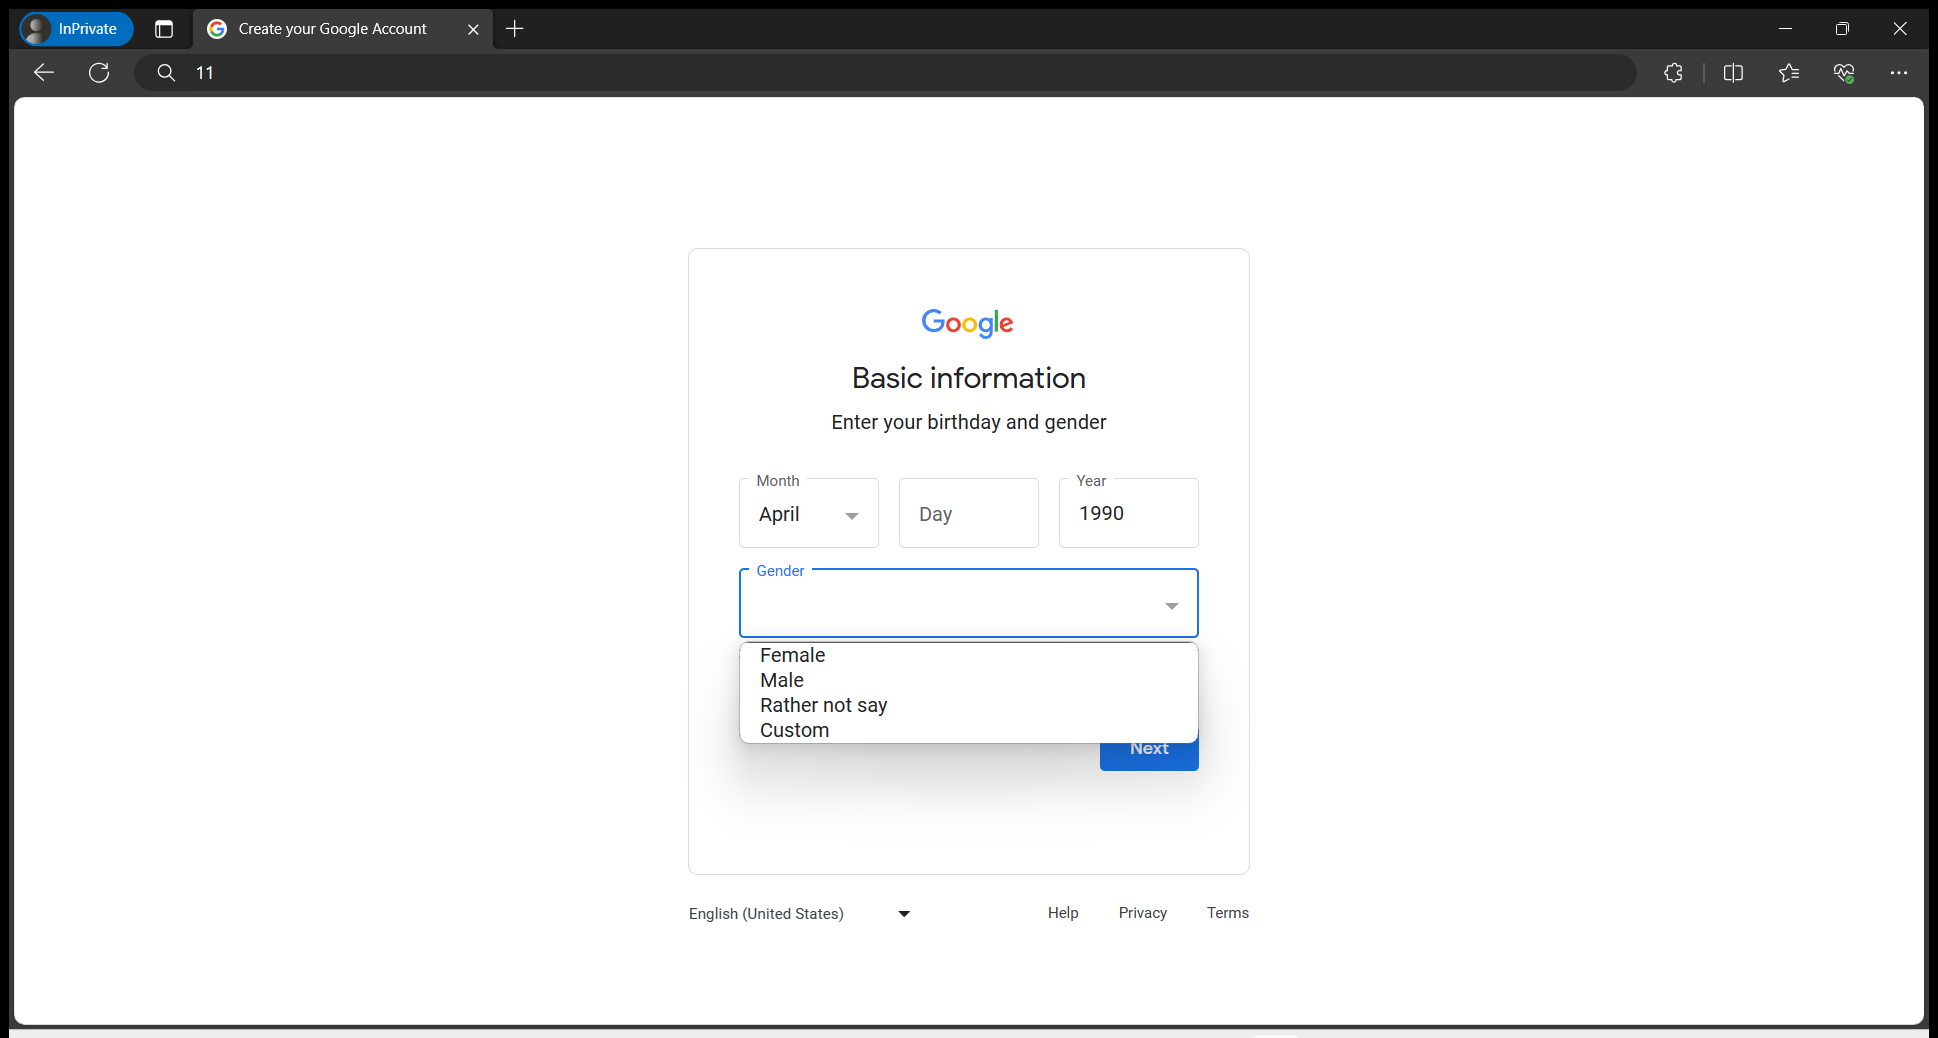 InPrivate
Create your Google Account
11
Google
Basic information
Enter your birthday and gender
Month
April
Day
Year
1990
Gender
Female
Male
Rather not say
Custom
Next
English (United States)
Help
Privacy
Terms